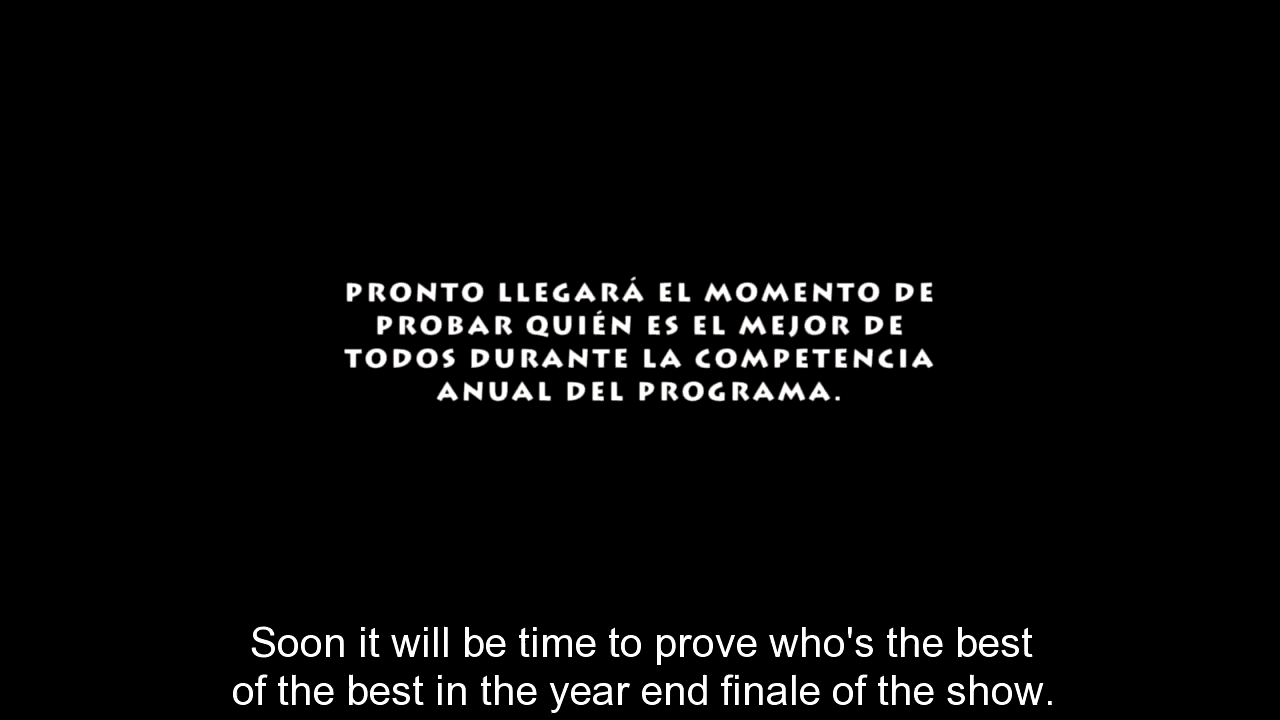 PRONTO LLEGARÁ EL MOMENTO DE
PROBAR QUIÉN ES EL MEJOR DE
TODOS DURANTE LA COMPETENCIA
ANUAL DEL PROGRAMA.
Soon it will be time to prove who's the best
of the best in the year end finale of the show.